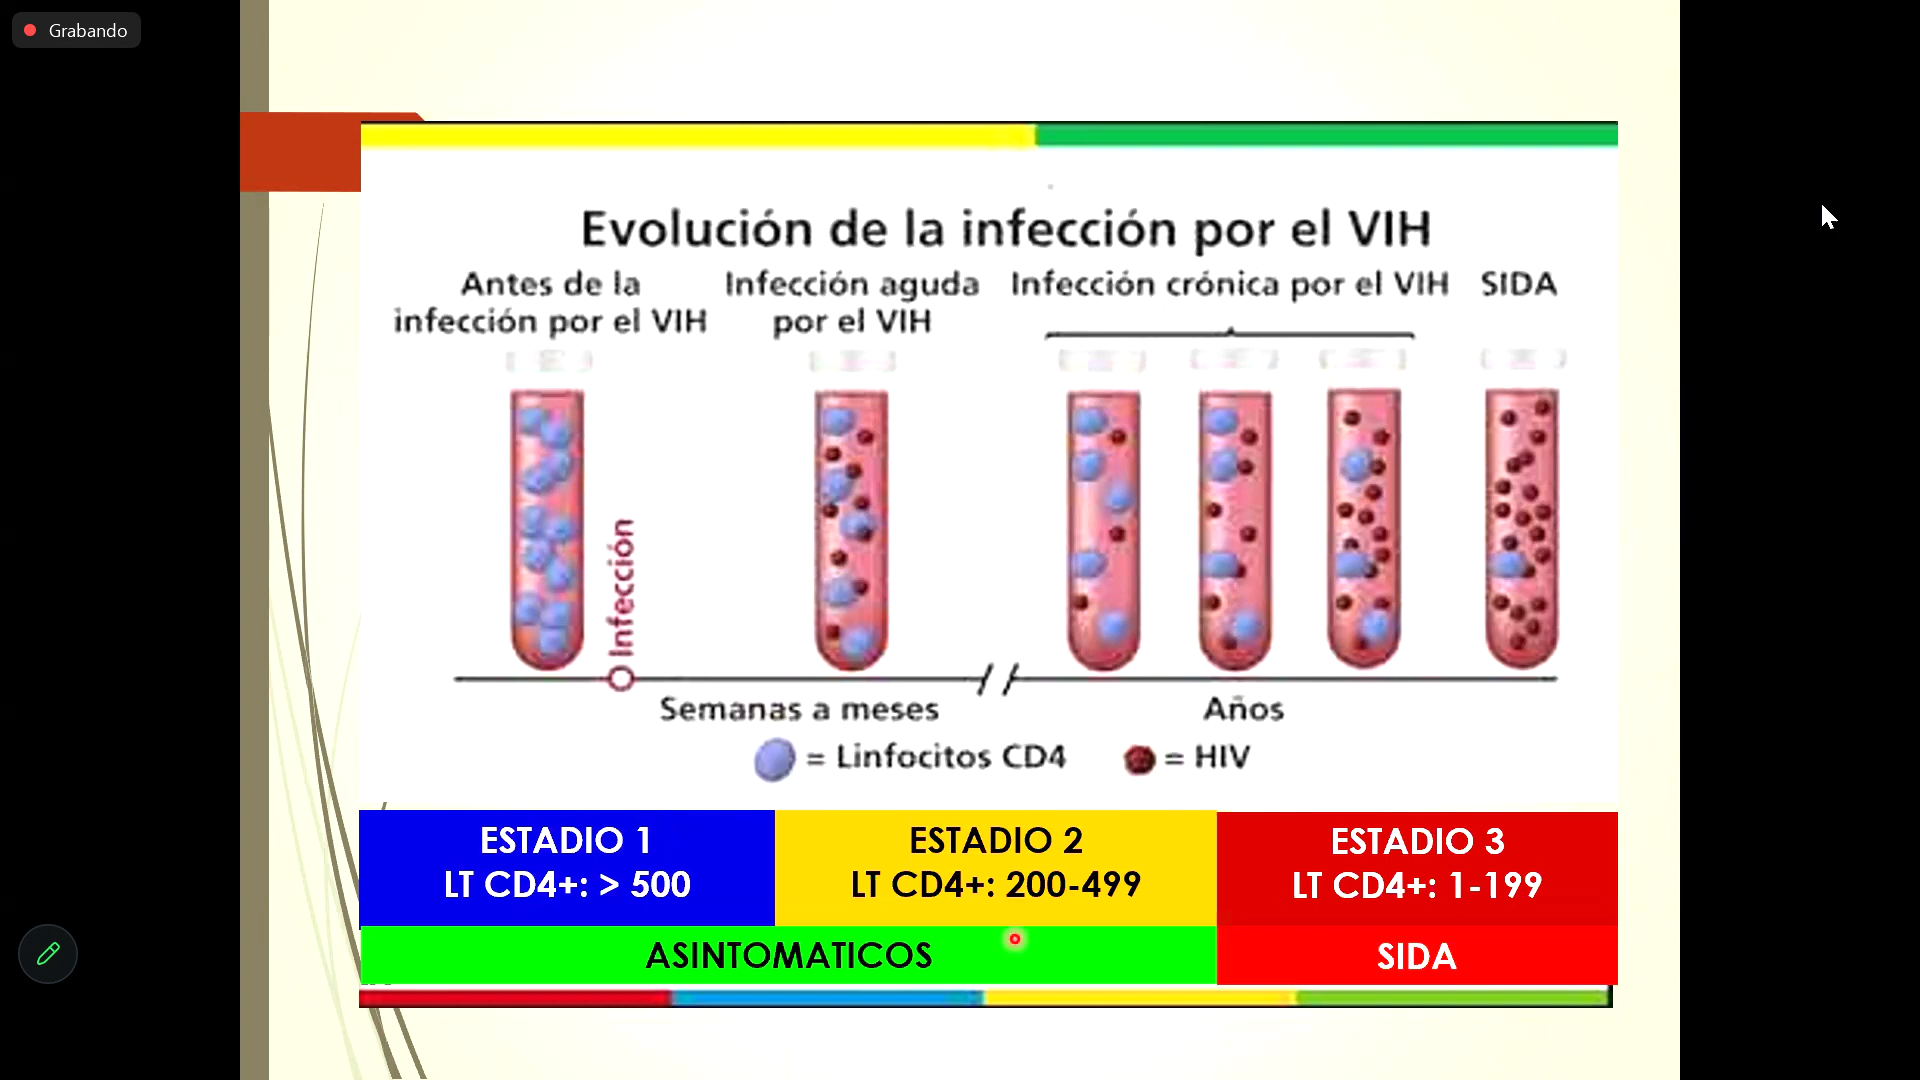 Grabando
Evolución de la infección por el VIH
Antes de la
infección por el VIH
Infección aguda
por el VIH
Infección crónica por el VIH
SIDA
Infección
Semanas a meses
Años
= Linfocitos CD4
= HIV
ESTADIO 1
LT CD4+: > 500
ESTADIO 2
LT CD4+: 200-499
ESTADIO 3
LT CD4+: 1-199
ASINTOMATICOS
SIDA